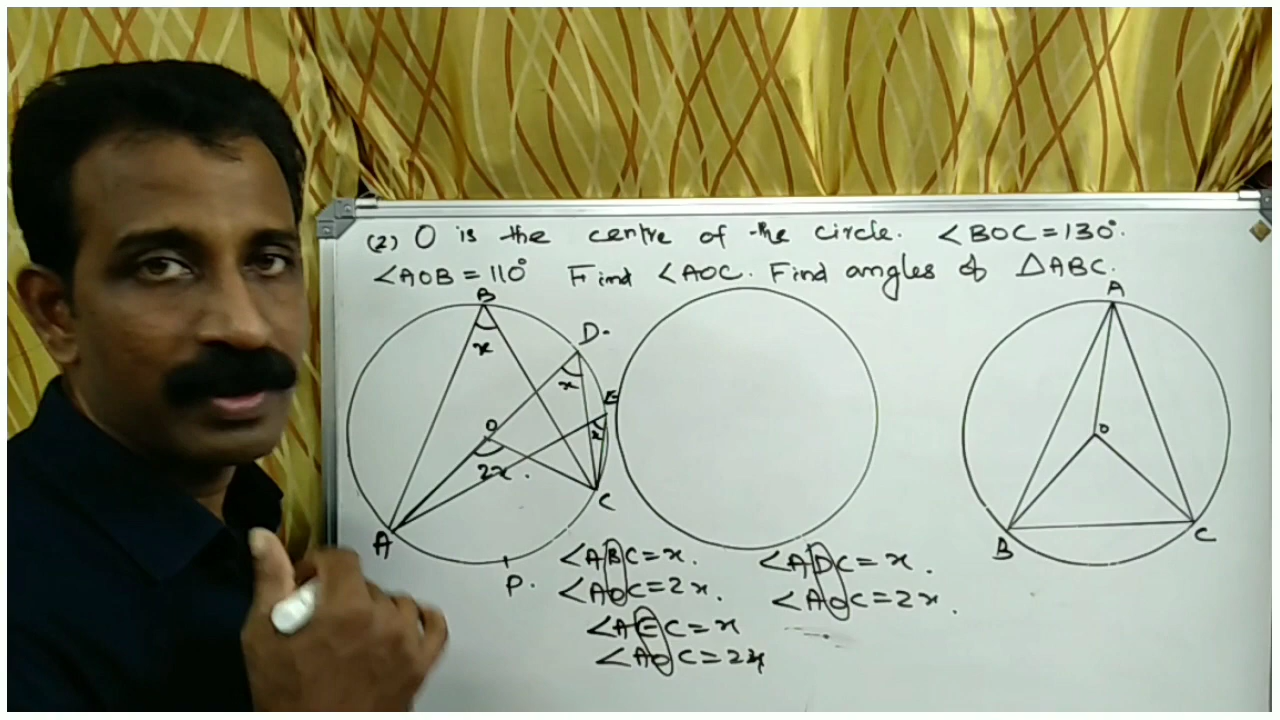 (2) O is the centre of the circle. ∠BOC = 130°.
∠AOB = 110° Find ∠AOC. Find angles of △ABC.
B
x
D.
x
E
x
O
2x.
C
A
P.
A
O
B
C
∠ABC = x.
∠AOC = 2x.
∠AEC = x
∠AOC = 2x
∠ADC = x.
∠AOC = 2x.